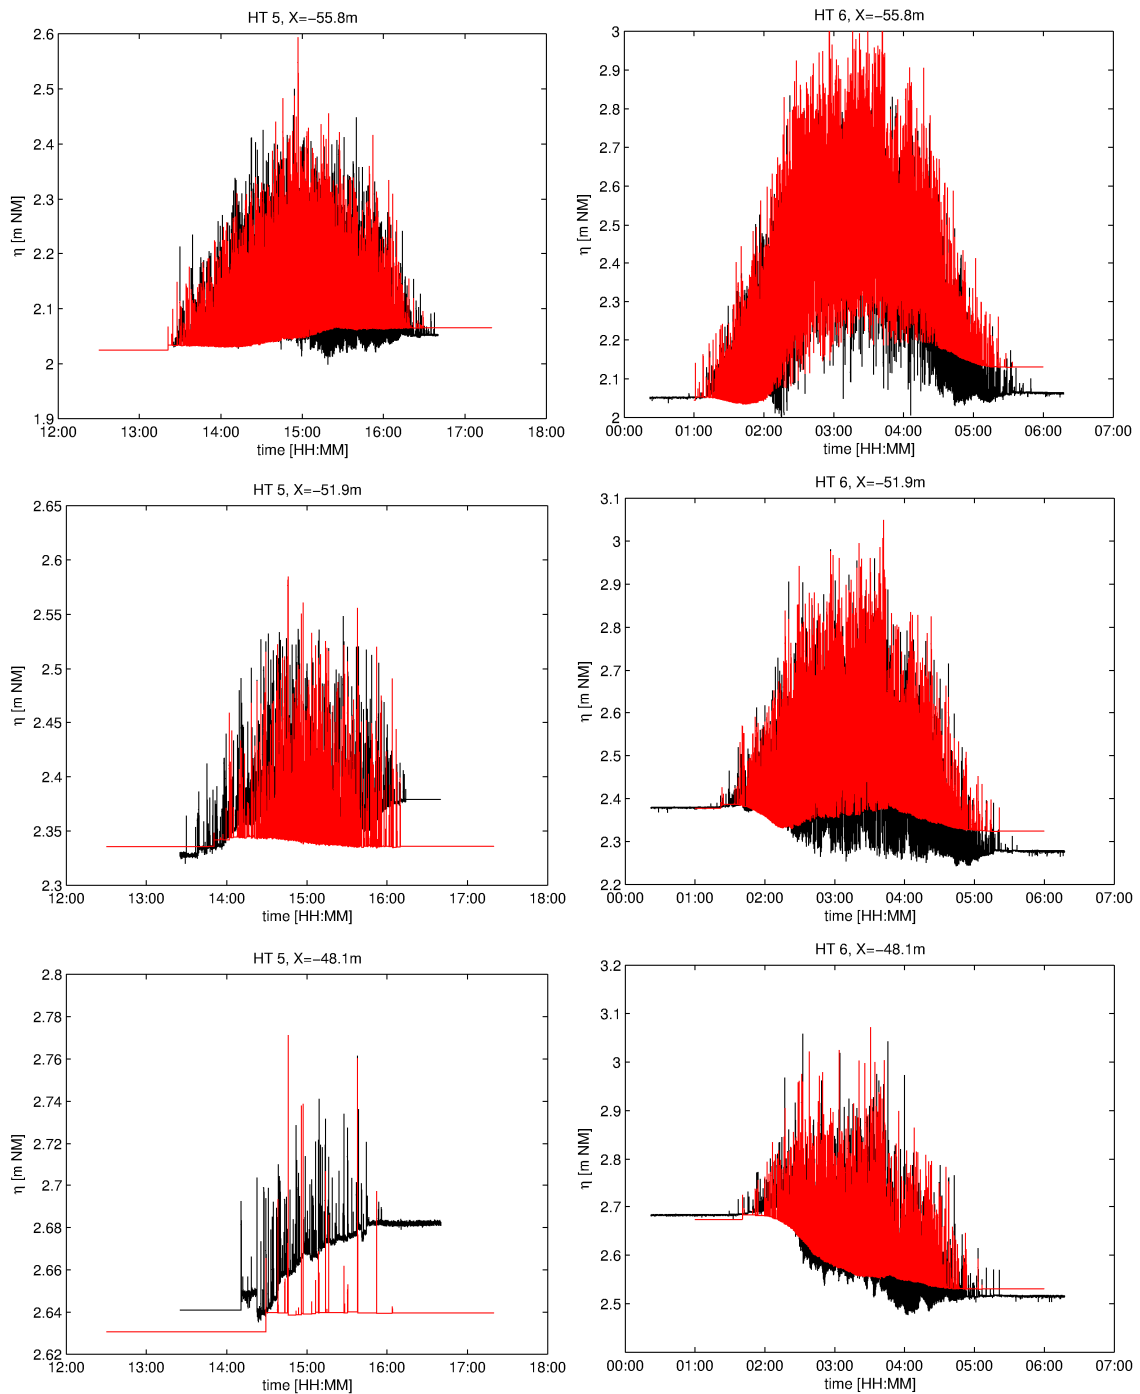 HT 5, X=−55.8m
2.6
2.5
2.4
2.3
2.2
2.1
2
1.9
η [m NM]
12:00 13:00 14:00 15:00 16:00 17:00 18:00
time [HH:MM]
HT 6, X=−55.8m
3
2.9
2.8
2.7
2.6
2.5
2.4
2.3
2.2
2.1
2
η [m NM]
00:00 01:00 02:00 03:00 04:00 05:00 06:00 07:00
time [HH:MM]
HT 5, X=−51.9m
2.65
2.6
2.55
2.5
2.45
2.4
2.35
2.3
η [m NM]
12:00 13:00 14:00 15:00 16:00 17:00 18:00
time [HH:MM]
HT 6, X=−51.9m
3.1
3
2.9
2.8
2.7
2.6
2.5
2.4
2.3
2.2
η [m NM]
00:00 01:00 02:00 03:00 04:00 05:00 06:00 07:00
time [HH:MM]
HT 5, X=−48.1m
2.8
2.78
2.76
2.74
2.72
2.7
2.68
2.66
2.64
2.62
η [m NM]
12:00 13:00 14:00 15:00 16:00 17:00 18:00
time [HH:MM]
HT 6, X=−48.1m
3.2
3.1
3
2.9
2.8
2.7
2.6
2.5
η [m NM]
00:00 01:00 02:00 03:00 04:00 05:00 06:00 07:00
time [HH:MM]